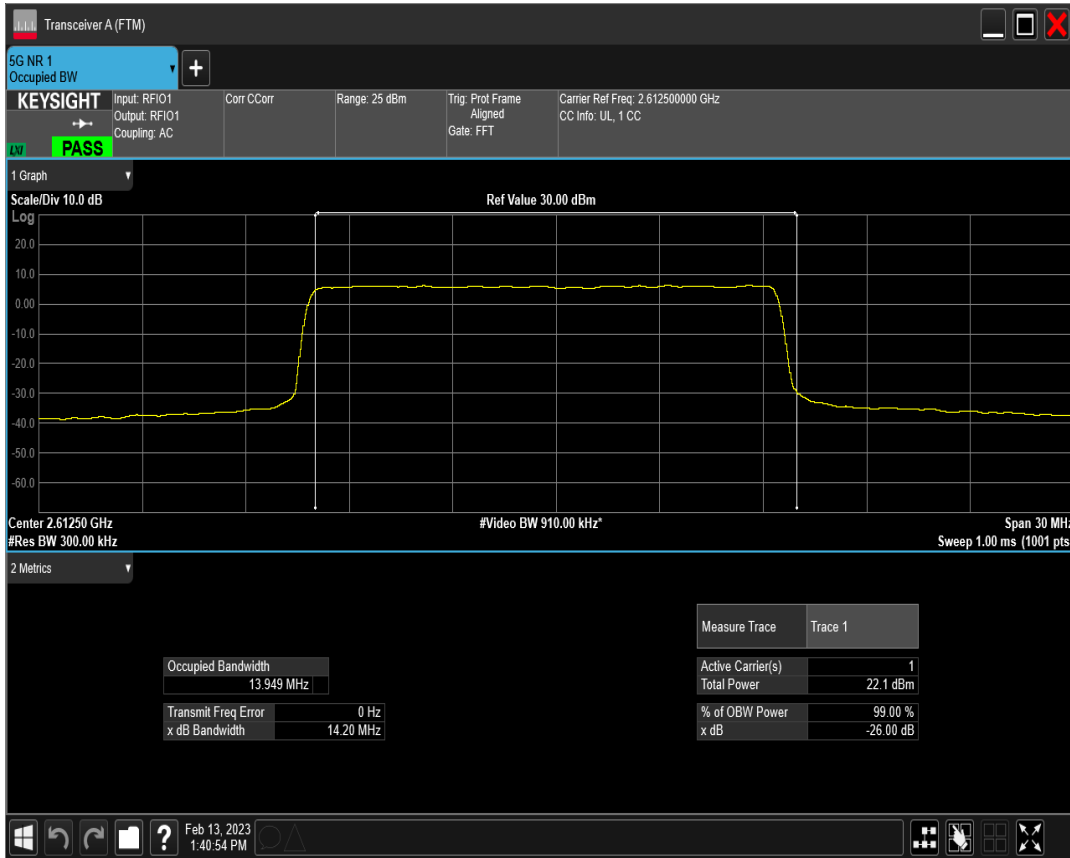 Transceiver A (FTM)
5G NR 1
Occupied BW
+
KEYSIGHT
LXI
PASS
Input: RFIO1
Output: RFIO1
Coupling: AC
Corr CCorr
Range: 25 dBm
Trig: Prot Frame
Aligned
Gate: FFT
Carrier Ref Freq: 2.612500000 GHz
CC Info: UL, 1 CC
1 Graph
Scale/Div 10.0 dB
Ref Value 30.00 dBm
Log
20.0
10.0
0.00
-10.0
-20.0
-30.0
-40.0
-50.0
-60.0
Center 2.61250 GHz
#Video BW 910.00 kHz*
Span 30 MHz
#Res BW 300.00 kHz
Sweep 1.00 ms (1001 pts
2 Metrics
Measure Trace Trace 1
Occupied Bandwidth
13.949 MHz
Active Carrier(s) 1
Total Power 22.1 dBm
Transmit Freq Error 0 Hz
x dB Bandwidth 14.20 MHz
% of OBW Power 99.00 %
x dB -26.00 dB
?
Feb 13, 2023
1:40:54 PM